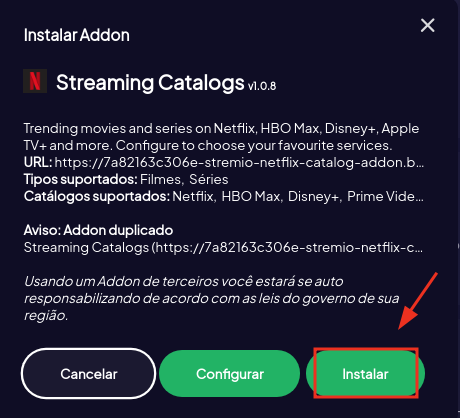 Instalar Addon
N
Streaming Catalogs v1.0.8
Trending movies and series on Netflix, HBO Max, Disney+, Apple
TV+ and more. Configure to choose your favourite services.
URL: https://7a82163c306e-stremio-netflix-catalog-addon.b...
Tipos suportados: Filmes, Séries
Catálogos suportados: Netflix, HBO Max, Disney+, Prime Vide...
Aviso: Addon duplicado
Streaming Catalogs (https://7a82163c306e-stremio-netflix-c...
Usando um Addon de terceiros você estará se auto
responsabilizando de acordo com as leis do governo de sua
região.
Cancelar
Configurar
Instalar